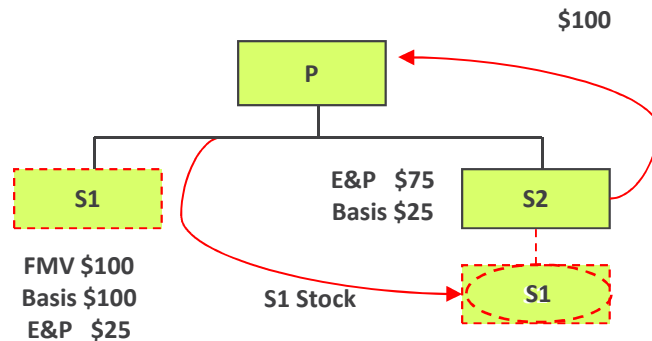 $100
P
S1
E&P $75
Basis $25
S2
FMV $100
Basis $100
E&P $25
S1 Stock
S1